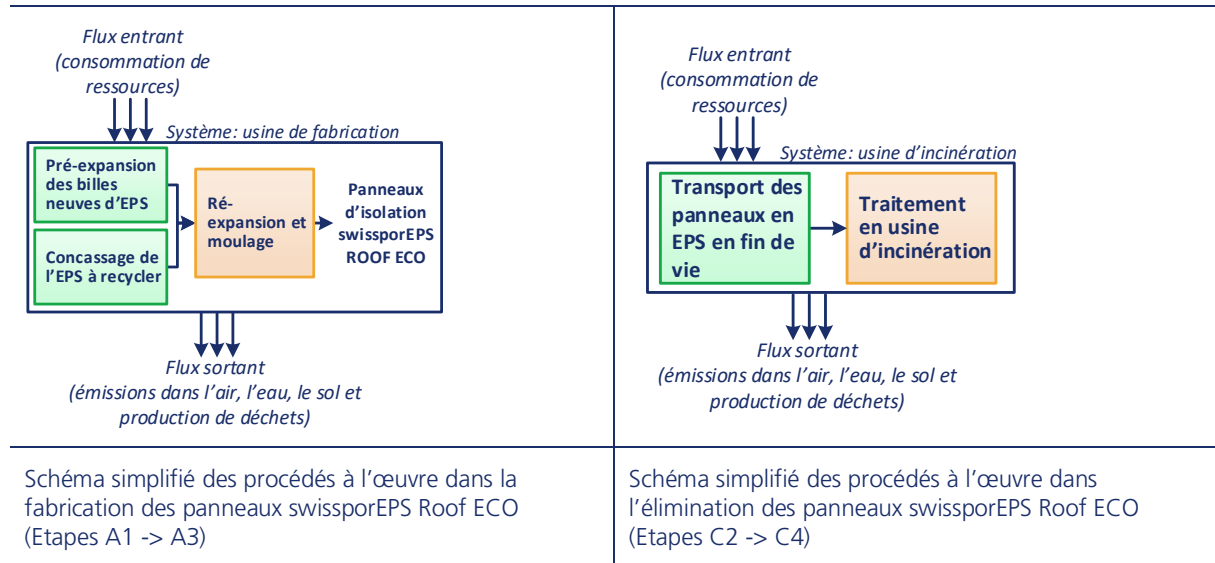 Flux entrant
(consommation de
ressources)
Système: usine de fabrication
Pré-expansion
des billes
neuves d'EPS
Concassage de
l'EPS à recycler
Ré-
expansion et
moulage
Panneaux
d'isolation
swissporEPS
ROOF ECO
Flux sortant
(émissions dans l'air, l'eau, le sol et
production de déchets)
Schéma simplifié des procédés à l'œuvre dans la
fabrication des panneaux swissporEPS Roof ECO
(Etapes A1 -> A3)
Flux entrant
(consommation de
ressources)
Système: usine d'incinération
Transport des
panneaux en
EPS en fin de
vie
Traitement
en usine
d'incinération
Flux sortant
(émissions dans l'air, l'eau, le sol et
production de déchets)
Schéma simplifié des procédés à l'œuvre dans
l'élimination des panneaux swissporEPS Roof ECO
(Etapes C2 -> C4)